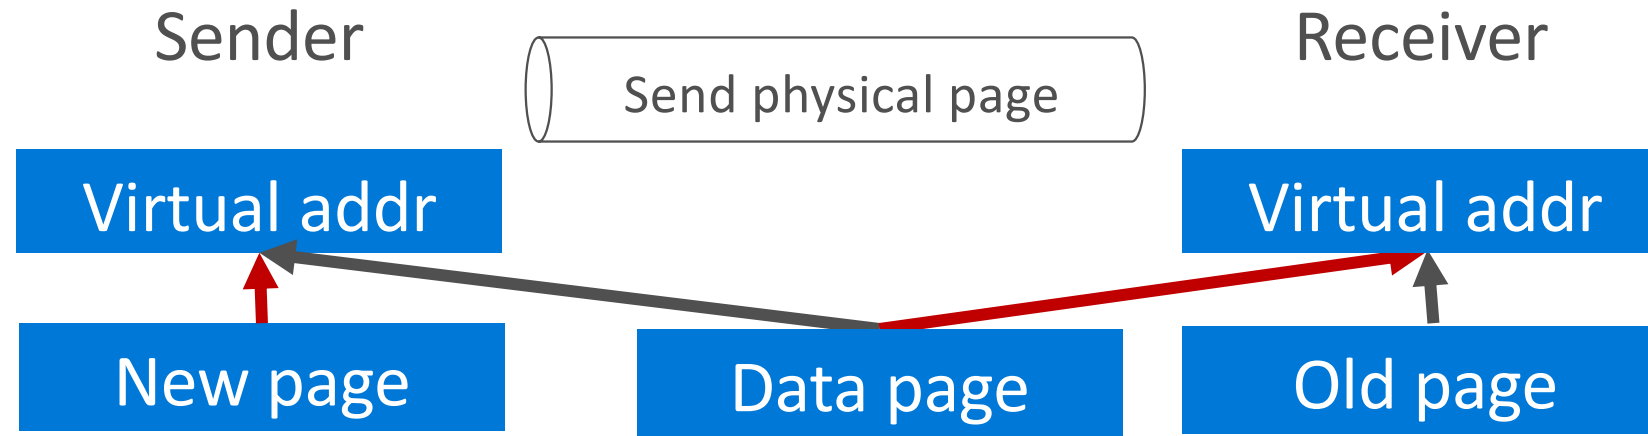 Sender
Receiver
Send physical page
Virtual addr
Virtual addr
New page
Data page
Old page